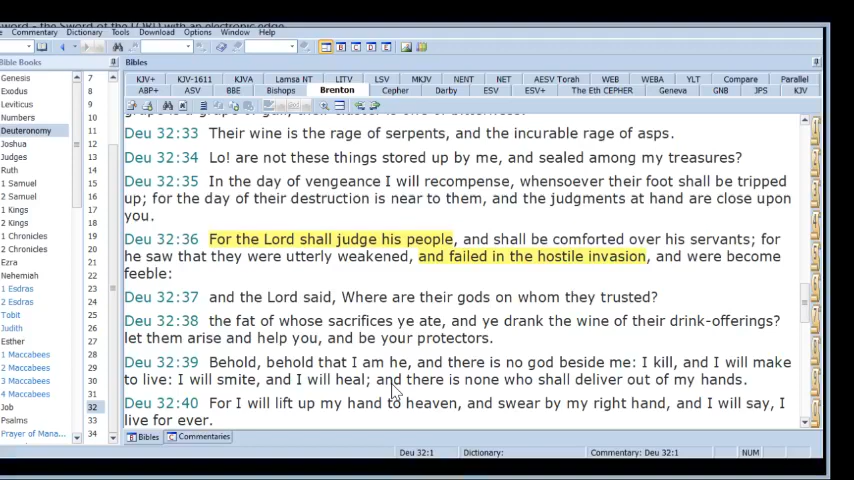 sword - the Sword of the LORD with an electronic edge
Commentary Dictionary Tools Download Options Window Help
Bible Books
Bibles
KJV+ KJV-1611 KJVA Lamsa NT LITV LSV MKJV NENT NET AESV Torah WEB WEBA YLT Compare Parallel
ABP+ ASV BBE Bishops Brenton Cepher Darby ESV ESV+ The Eth CEPHER Geneva GNB JPS KJV
Genesis
Exodus
Leviticus
Numbers
Deuteronomy
Joshua
Judges
Ruth
1 Samuel
2 Samuel
1 Kings
2 Kings
1 Chronicles
2 Chronicles
Ezra
Nehemiah
1 Esdras
2 Esdras
Tobit
Judith
Esther
1 Maccabees
2 Maccabees
3 Maccabees
4 Maccabees
Job
Psalms
Prayer of Mana...
7
8
9
10
11
12
13
14
15
16
17
18
19
20
21
22
23
24
25
26
27
28
29
30
31
32
33
34
Deu 32:33 Their wine is the rage of serpents, and the incurable rage of asps.
Deu 32:34 Lo! are not these things stored up by me, and sealed among my treasures?
Deu 32:35 In the day of vengeance I will recompense, whensoever their foot shall be tripped
up; for the day of their destruction is near to them, and the judgments at hand are close upon
you.
Deu 32:36 For the Lord shall judge his people, and shall be comforted over his servants; for
he saw that they were utterly weakened, and failed in the hostile invasion, and were become
feeble:
Deu 32:37 and the Lord said, Where are their gods on whom they trusted?
Deu 32:38 the fat of whose sacrifices ye ate, and ye drank the wine of their drink-offerings?
let them arise and help you, and be your protectors.
Deu 32:39 Behold, behold that I am he, and there is no god beside me: I kill, and I will make
to live: I will smite, and I will heal; and there is none who shall deliver out of my hands.
Deu 32:40 For I will lift up my hand to heaven, and swear by my right hand, and I will say, I
live for ever.
Bibles Commentaries
Deu 32:1 Dictionary: Commentary: Deu 32:1 NUM